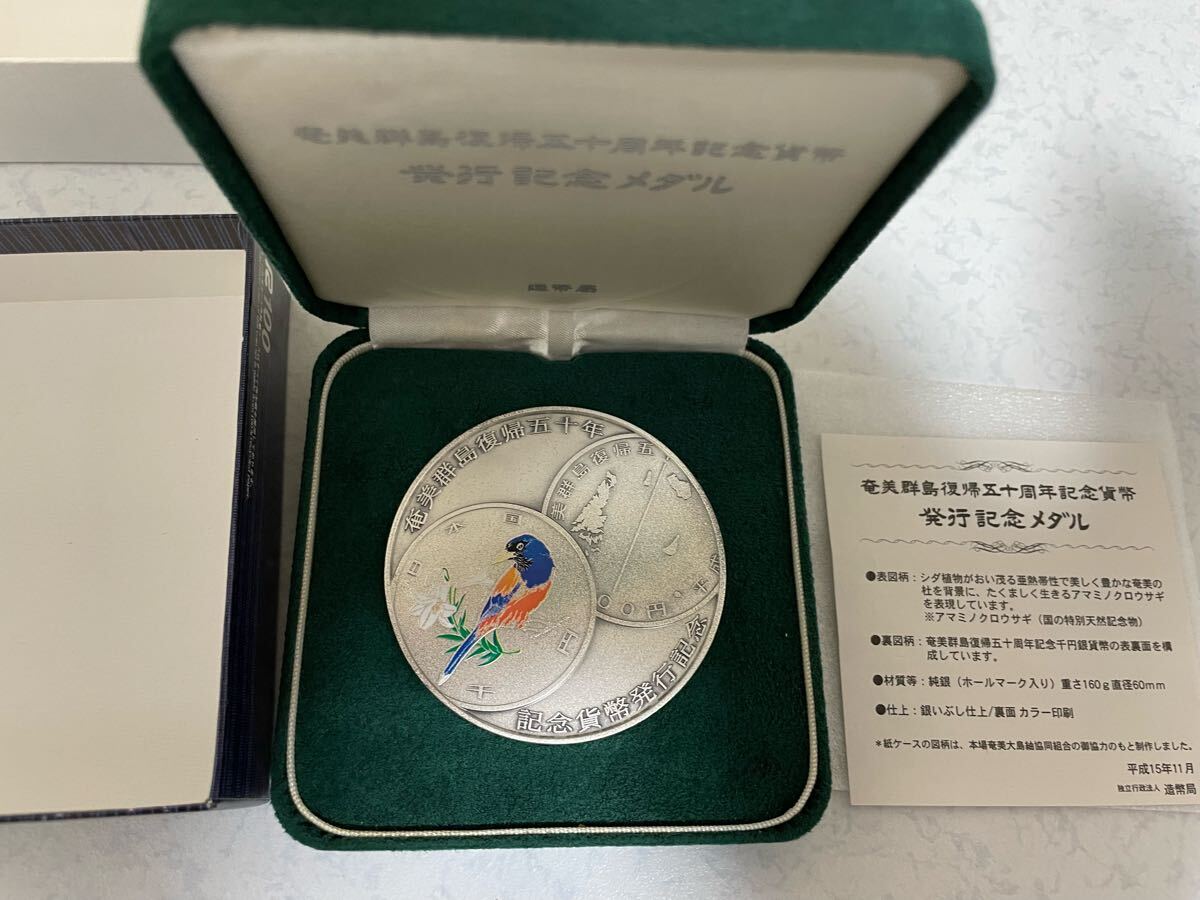 奄美群島復帰五十周年記念貨幣
発行記念メダル
造幣局
奄美群島復帰五十年
美群島復帰五
00円・平成
日本国
千円
記念貨幣発行記念
奄美群島復帰五十周年記念貨幣
発行記念メダル
●表図柄：シダ植物がおい茂る亜熱帯性で美しく豊かな奄美の
杜を背景に、たくましく生きるアマミノクロウサギ
を表現しています。
※アマミノクロウサギ（国の特別天然記念物）
●裏図柄：奄美群島復帰五十周年記念千円銀貨幣の表裏面を構
成しています。
●材質等：純銀（ホールマーク入り）重さ160g直径60mm
●仕上：銀いぶし仕上/裏面 カラー印刷
＊紙ケースの図柄は、本場奄美大島紬協同組合の御協力のもと制作しました。
平成15年11月
独立行政法人 造幣局